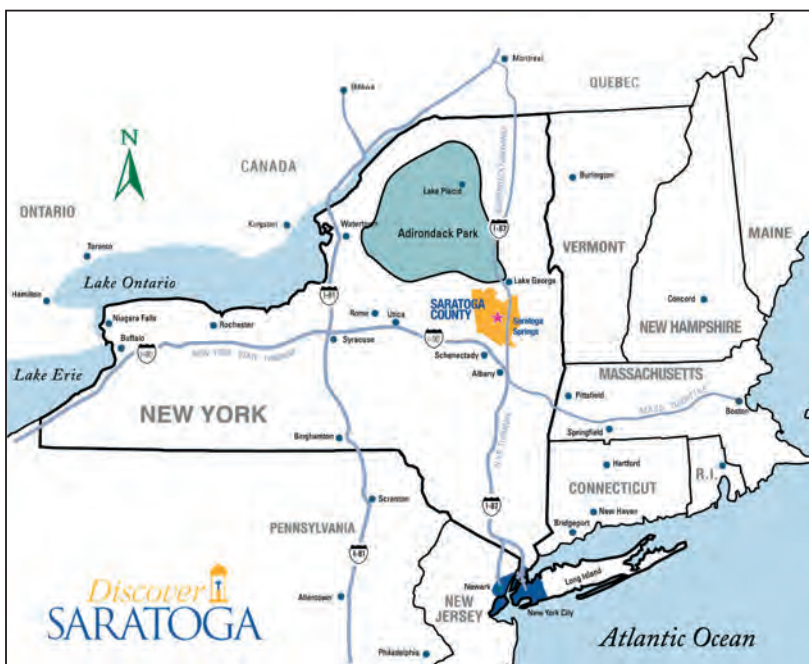 Montreal
Ottawa
QUEBEC
N
CANADA
Lake Placid
Burlington
MAINE
ONTARIO
Kingston
Watertown
Adirondack Park
I-87
VERMONT
Toronto
Lake Ontario
Lake George
Hamilton
I-81
SARATOGA
COUNTY
Concord
Niagara Falls
Rochester
Rome
Utica
Saratoga
Springs
NEW HAMPSHIRE
Buffalo
I-90
NEW YORK STATE THRUWAY
Syracuse
I-90
Schenectady
Albany
MASSACHUSETTS
Lake Erie
Pittsfield
MASS TURNPIKE
Boston
NEW YORK
Springfield
Binghamton
Hartford
R.I.
CONNECTICUT
I-87
Scranton
New Haven
PENNSYLVANIA
Bridgeport
I-81
Long Island
Discover
SARATOGA
Newark
NEW
JERSEY
New York City
Philadelphia
Atlantic Ocean